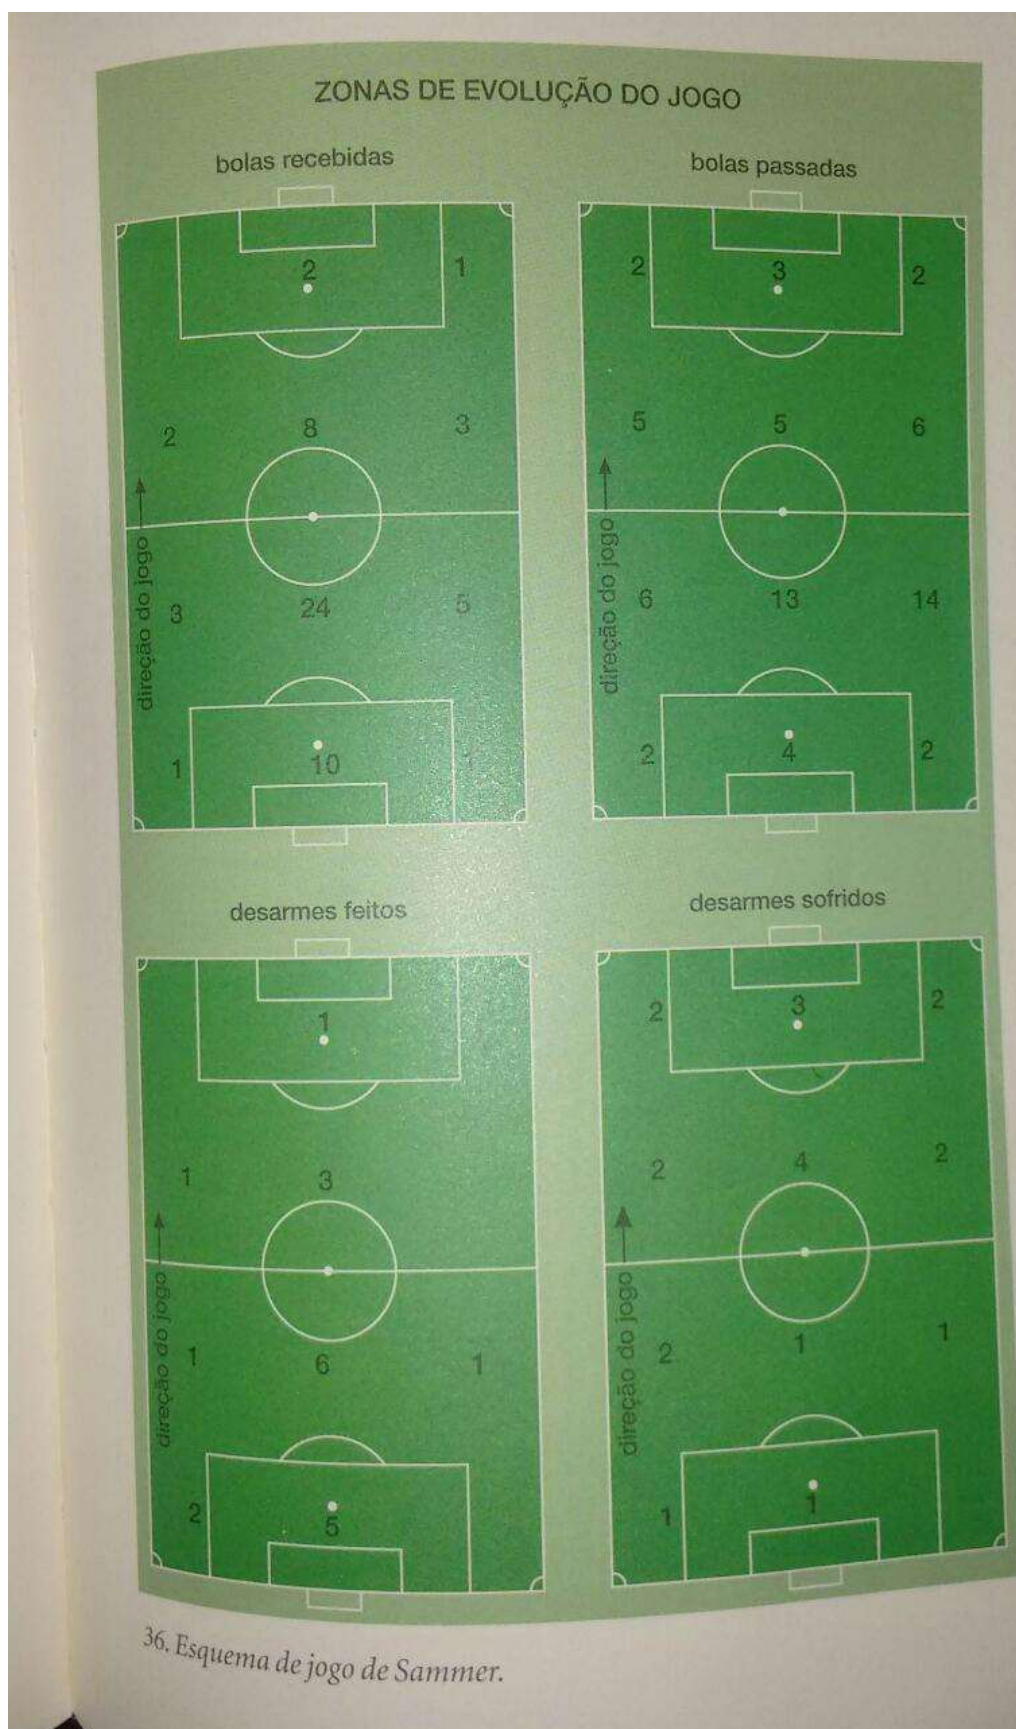 ZONAS DE EVOLUÇÃO DO JOGO
bolas recebidas
2 1
2 8 3
direção do jogo
3 24 5
1 10 1
bolas passadas
2 3 2
5 5 6
direção do jogo
6 13 14
2 4 2
desarmes feitos
1
1 3
direção do jogo
1 6 1
2 5
desarmes sofridos
2 3 2
2 4 2
direção do jogo
2 1 1
1 1
36. Esquema de jogo de Sammer.